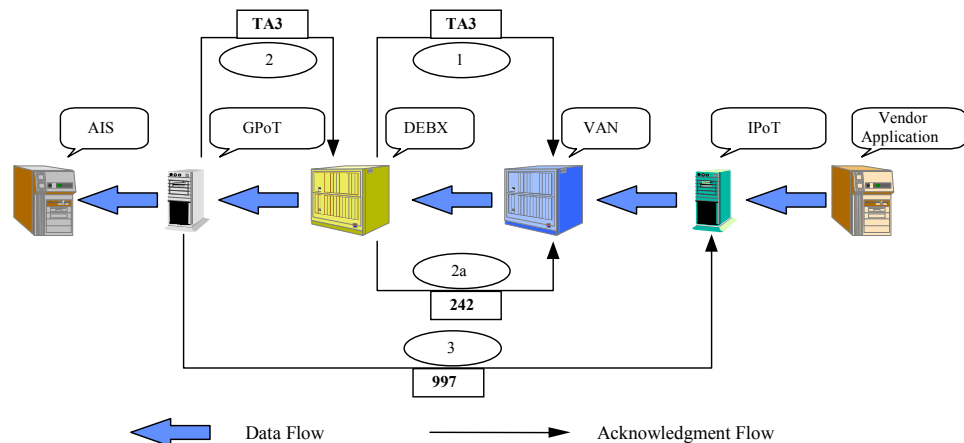 TA3
TA3
2
1
AIS
GPoT
DEBX
VAN
IPoT
Vendor
Application
2a
242
3
997
Data Flow
Acknowledgment Flow